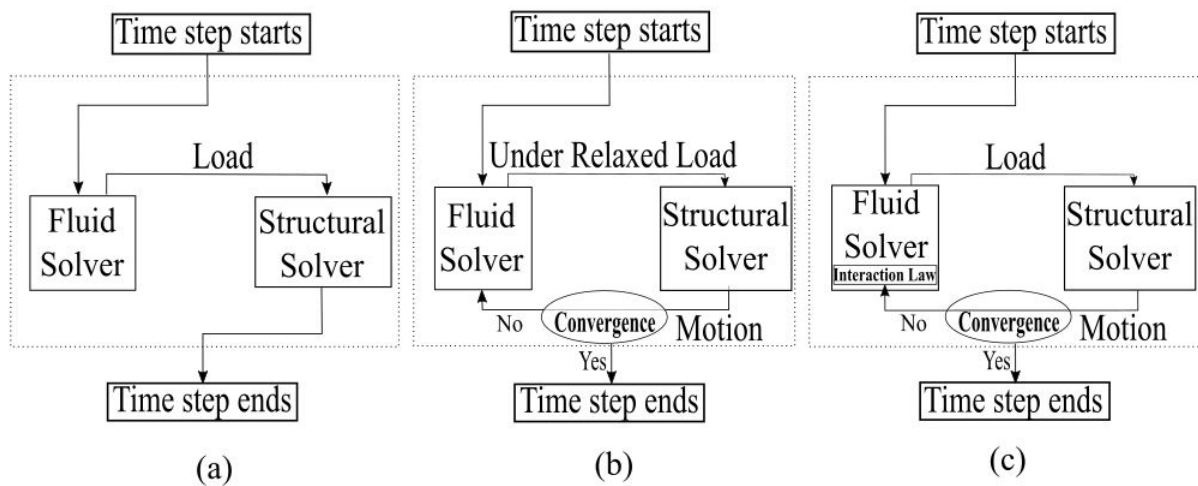 Time step starts
Load
Fluid
Solver
Structural
Solver
Time step ends
(a)
Time step starts
Under Relaxed Load
Fluid
Solver
Structural
Solver
No
Convergence
Motion
Yes
Time step ends
(b)
Time step starts
Load
Fluid
Solver
Interaction Law
Structural
Solver
No
Convergence
Motion
Yes
Time step ends
(c)